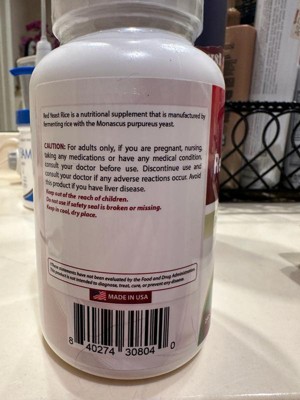 Red Yeast Rice is a nutritional supplement that is manufactured by
fermenting rice with the Monascus purpureus yeast.
CAUTION: For adults only, if you are pregnant, nursing,
taking any medications or have any medical condition,
consult your doctor before use. Discontinue use and
consult your doctor if any adverse reactions occur. Avoid
this product if you have liver disease.
Keep out of the reach of children.
Do not use if safety seal is broken or missing.
Keep in cool, dry place.
These statements have not been evaluated by the Food and Drug Administration.
This product is not intended to diagnose, treat, cure, or prevent any disease.
MADE IN USA
8 40274 30804 0